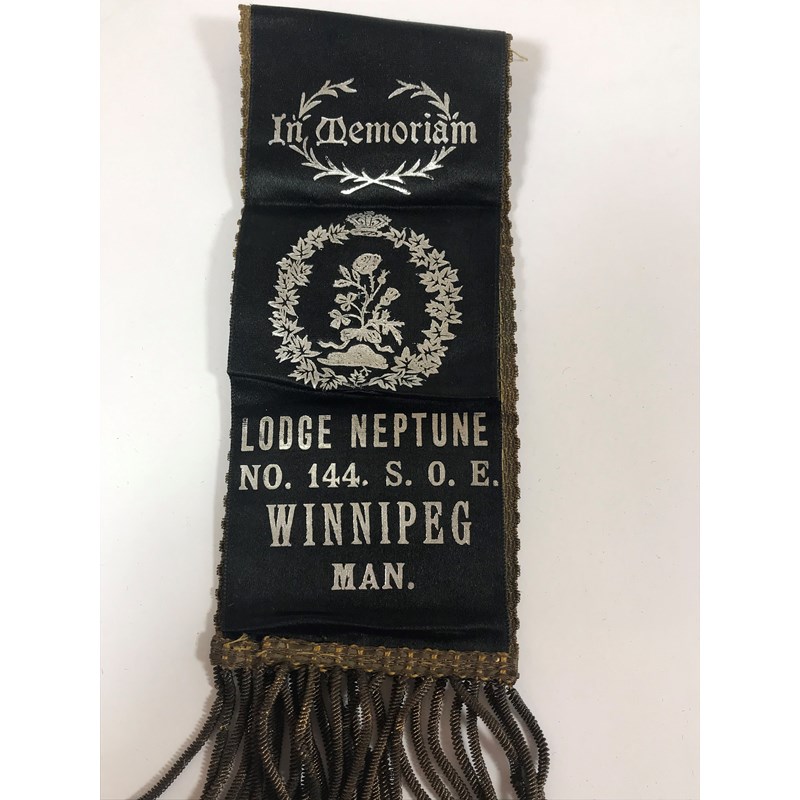 In Memoriam
LODGE NEPTUNE
NO. 144. S. O. E.
WINNIPEG
MAN.